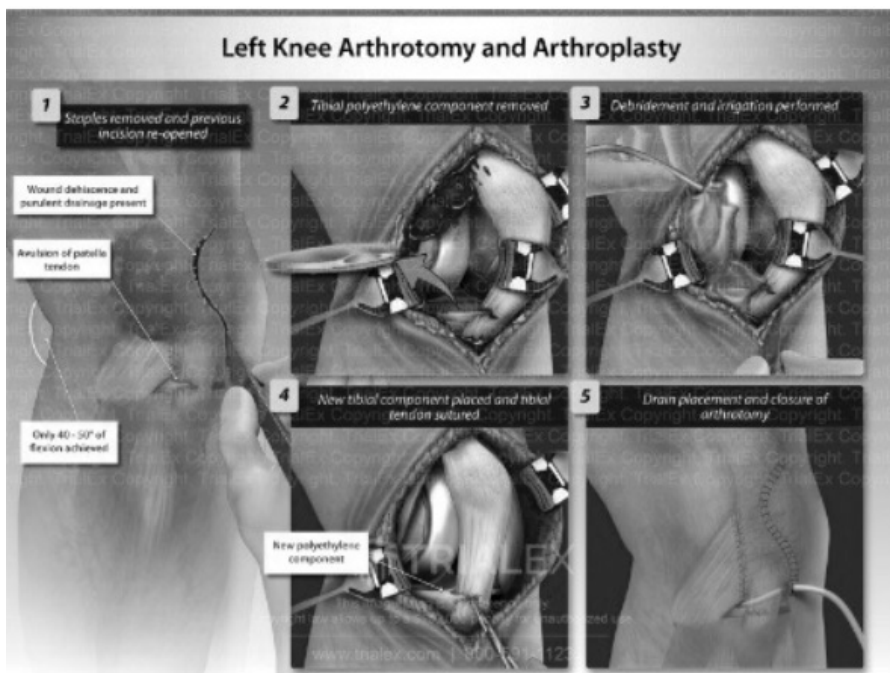 Left Knee Arthrotomy and Arthroplasty
1
Staples removed and previous
incision re-opened
Wound dehiscence and
purulent drainage present
Avulsion of patella
tendon
Only 40 - 50° of
flexion achieved
2
Tibial polyethylene component removed
3
Debridement and irrigation performed
4
New tibial component placed and tibial
tendon sutured
New polyethylene
component
TRIALEX
www.trialex.com | 800-591-1123
5
Drain placement and closure of
arthrotomy